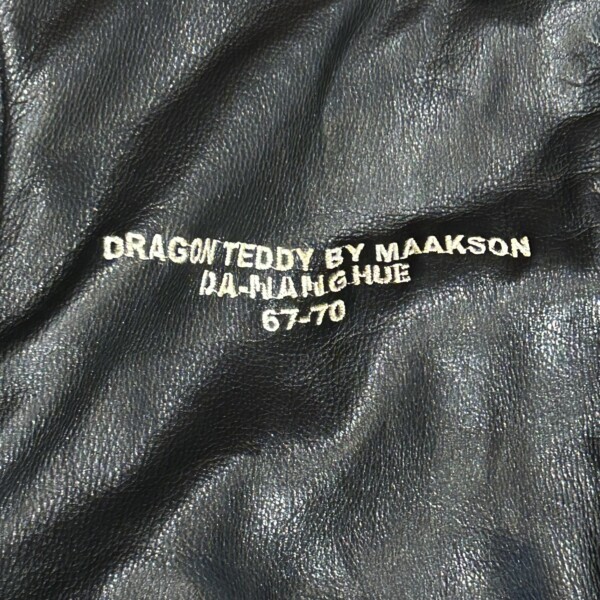 DRAGON TEDDY BY MAAKSON
DA-NANG HUE
67-70